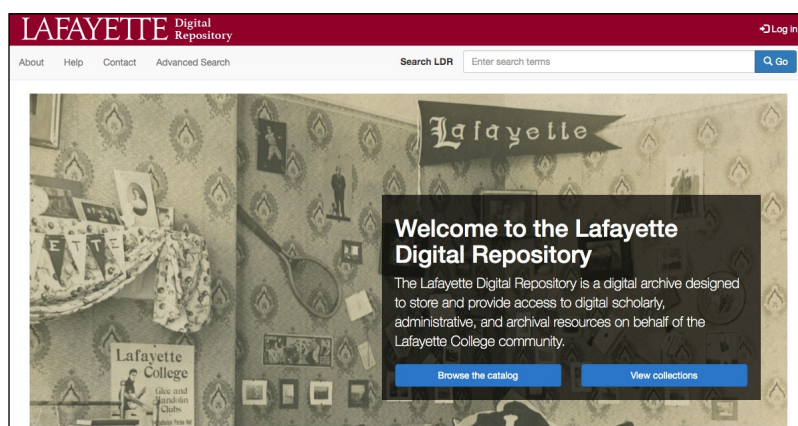 LAFAYETTE Digital Repository
Log in
About Help Contact Advanced Search Search LDR Enter search terms Go
Lafayette
Welcome to the Lafayette
Digital Repository
The Lafayette Digital Repository is a digital archive designed
to store and provide access to digital scholarly,
administrative, and archival resources on behalf of the
Lafayette College community.
Browse the catalog View collections
Lafayette
College
Glee and
Mandolin
Clubs